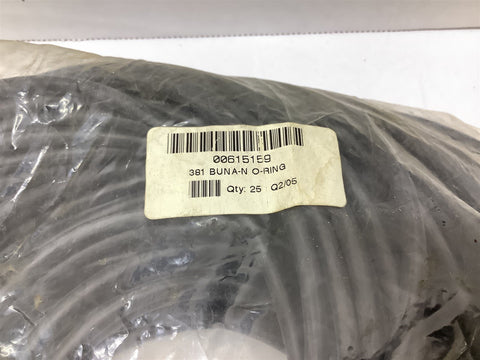 00615159
381 BUNA-N O-RING
Qty: 25 Q2/05